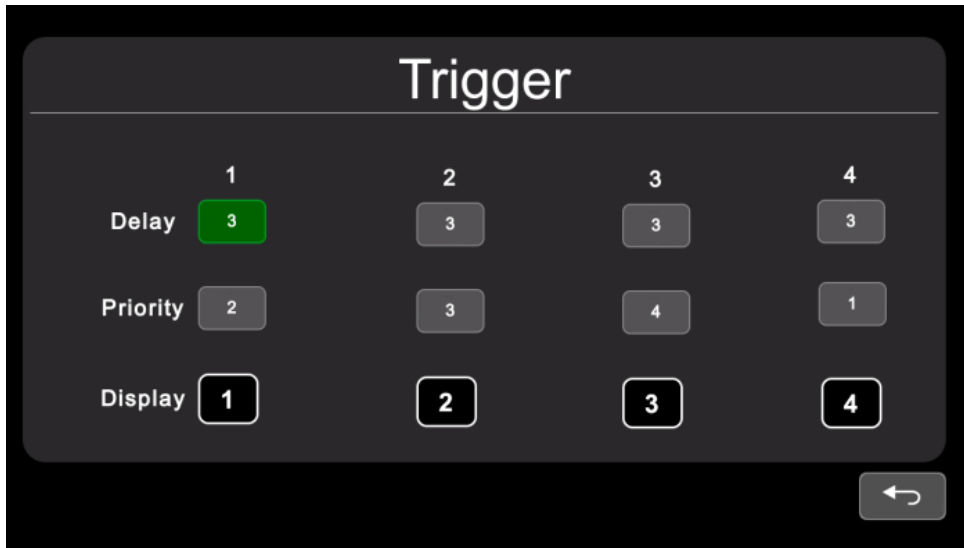 Trigger
1 2 3 4
Delay 3 3 3 3
Priority 2 3 4 1
Display 1 2 3 4